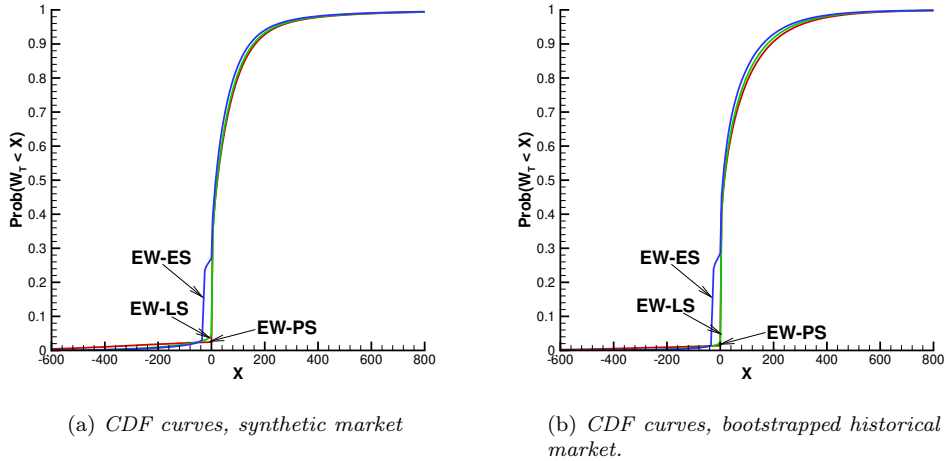 1
0.9
0.8
0.7
0.6
0.5
0.4
0.3
0.2
0.1
0
Prob(W_T < X)
EW-ES
EW-LS
EW-PS
-600 -400 -200 0 200 400 600 800
X
(a) CDF curves, synthetic market
1
0.9
0.8
0.7
0.6
0.5
0.4
0.3
0.2
0.1
0
Prob(W_T < X)
EW-ES
EW-LS
EW-PS
-600 -400 -200 0 200 400 600 800
X
(b) CDF curves, bootstrapped historical
market.